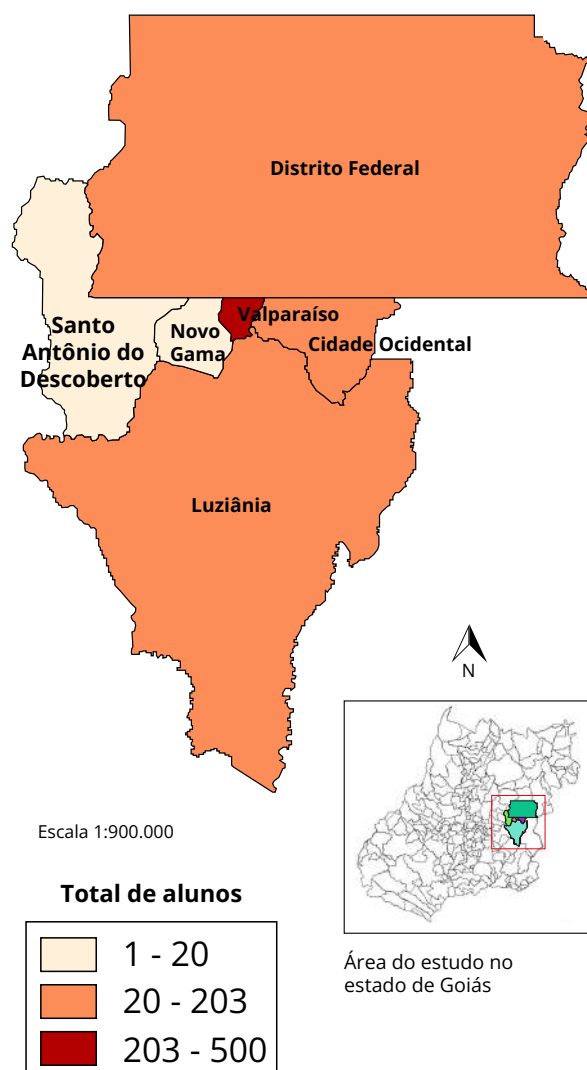 Distrito Federal
Santo
Antônio do
Descoberto
Novo
Gama
Valparaíso
Cidade Ocidental
Luziânia
N
Escala 1:900.000
Total de alunos
1 - 20
20 - 203
203 - 500
Área do estudo no
estado de Goiás